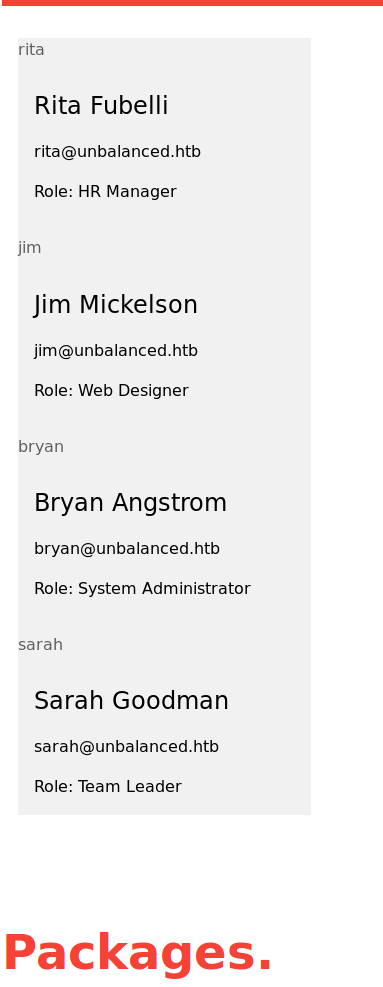 rita
Rita Fubelli
rita@unbalanced.htb
Role: HR Manager
jim
Jim Mickelson
jim@unbalanced.htb
Role: Web Designer
bryan
Bryan Angstrom
bryan@unbalanced.htb
Role: System Administrator
sarah
Sarah Goodman
sarah@unbalanced.htb
Role: Team Leader
Packages.